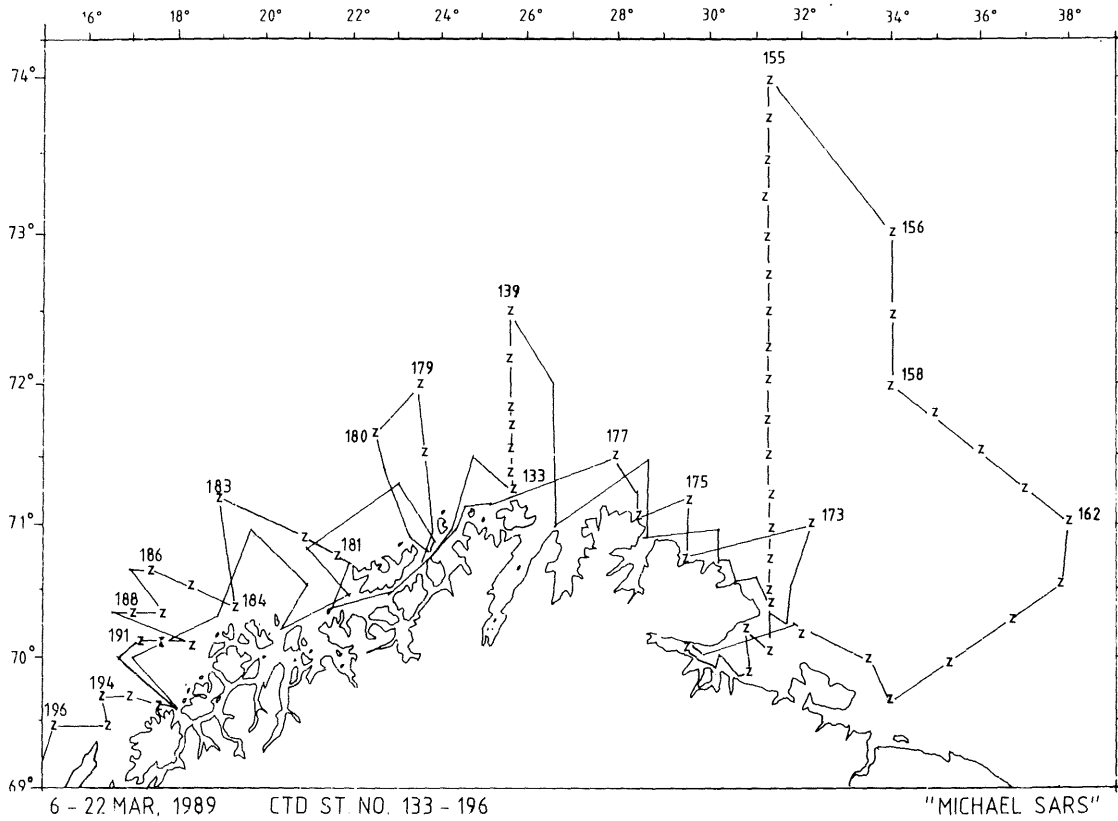 16° 18° 20° 22° 24° 26° 28° 30° 32° 34° 36° 38°
155
74°
z
z
z
z
73°
z
z
156
z
139
z
z
z
z
179
z
72°
z
z
158
z
180
z
z
z
z
177
z
z
z
z
z
z
183
z
z
133
z
175
z
z
z
173
71°
z
162
z
z
181
z
z
z
186
z
z
z
z
z
184
z
z
188
z
z
z
z
z
z
191
z
z
z
z
z
70°
z
z
z
194
z
z
z
z
196
z
z
69°
6 - 22 MAR, 1989 CTD ST. NO. 133 - 196 "MICHAEL SARS"